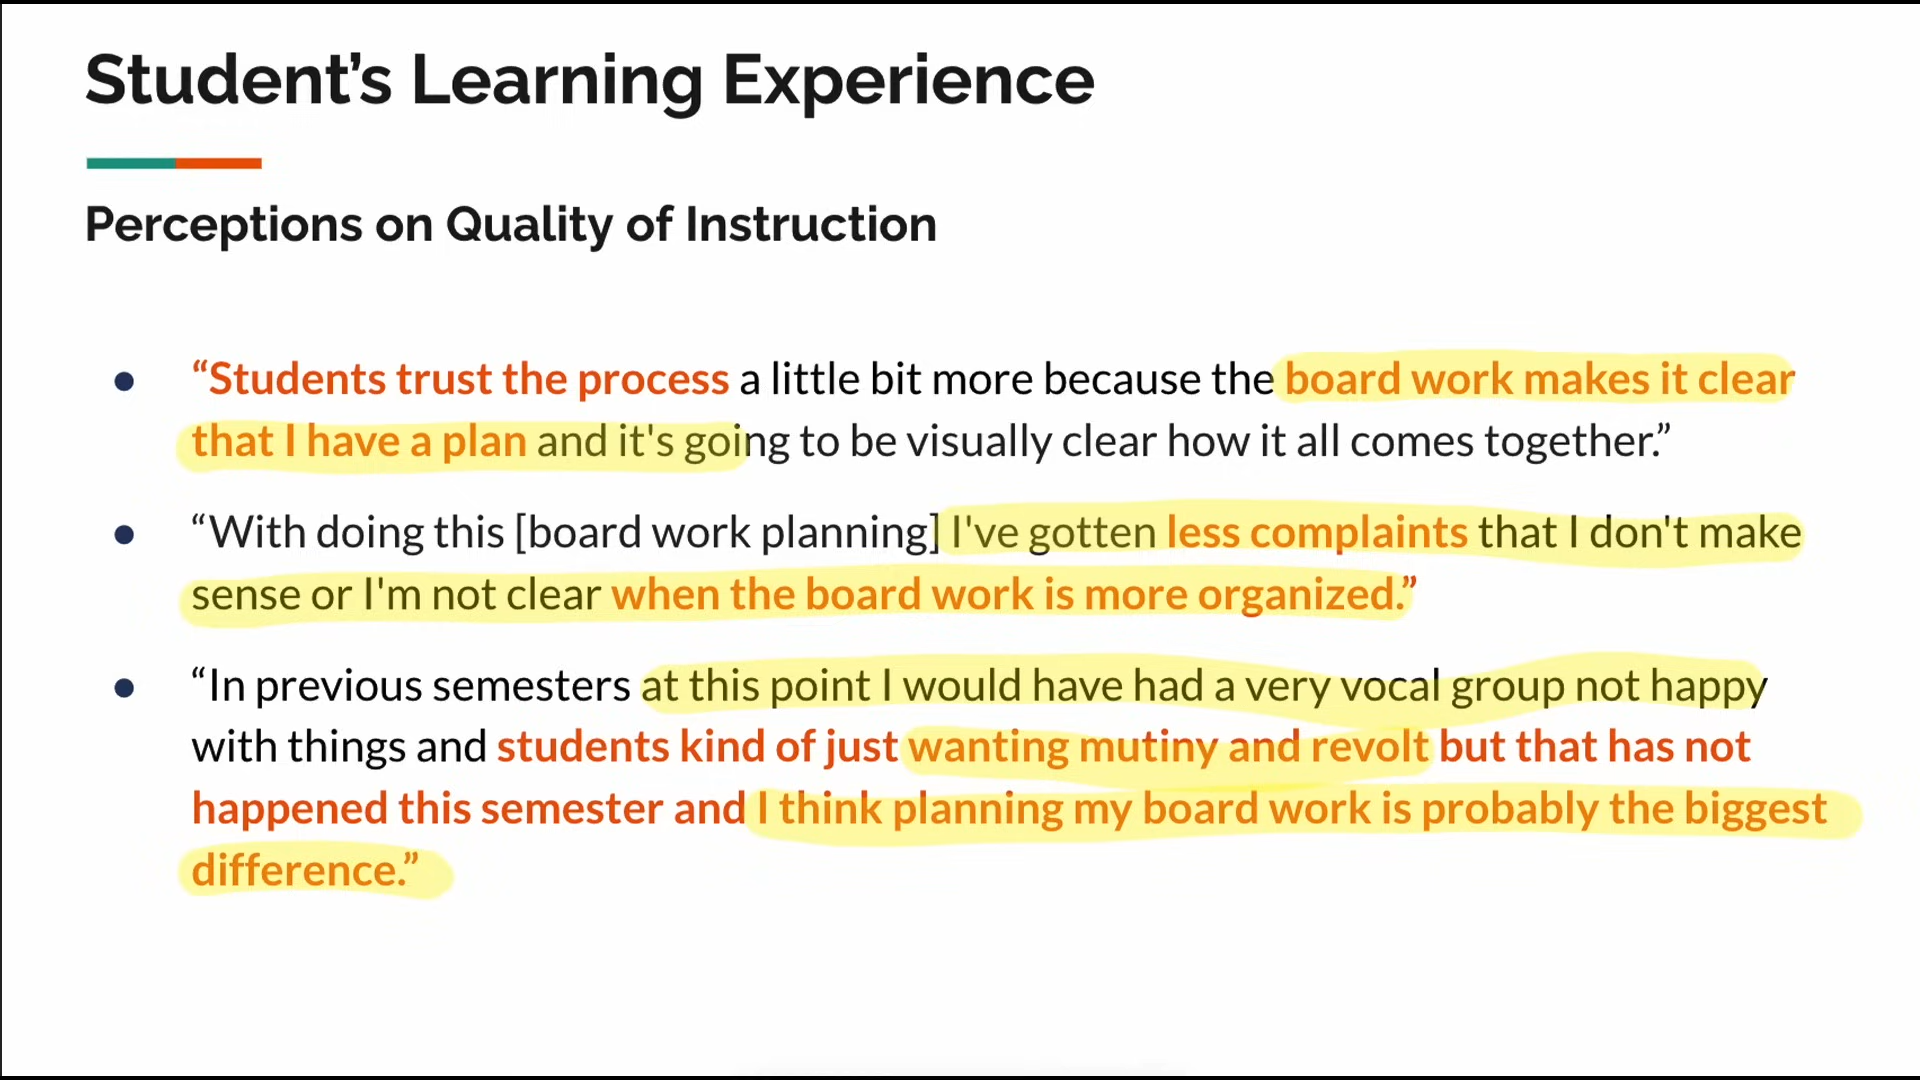 Student’s Learning Experience
Perceptions on Quality of Instruction
● “Students trust the process a little bit more because the board work makes it clear
that I have a plan and it's going to be visually clear how it all comes together.”
● “With doing this [board work planning] I've gotten less complaints that I don't make
sense or I'm not clear when the board work is more organized.”
● “In previous semesters at this point I would have had a very vocal group not happy
with things and students kind of just wanting mutiny and revolt but that has not
happened this semester and I think planning my board work is probably the biggest
difference.”